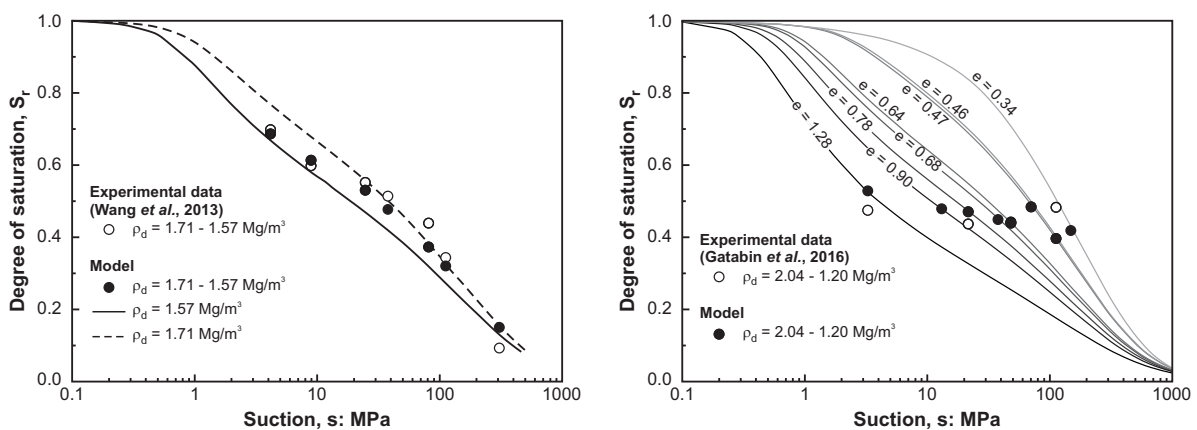 1.0
0.8
0.6
0.4
0.2
0.0
Degree of saturation, Sr
Experimental data
(Wang et al., 2013)
ρd = 1.71 - 1.57 Mg/m³
Model
ρd = 1.71 - 1.57 Mg/m³
ρd = 1.57 Mg/m³
ρd = 1.71 Mg/m³
0.1
1
10
100
1000
Suction, s: MPa
1.0
0.8
0.6
0.4
0.2
0.0
Degree of saturation, Sr
e = 0.34
e = 0.46
e = 0.47
e = 0.64
e = 0.68
e = 0.78
e = 0.90
e = 1.28
Experimental data
(Gatabin et al., 2016)
ρd = 2.04 - 1.20 Mg/m³
Model
ρd = 2.04 - 1.20 Mg/m³
0.1
1
10
100
1000
Suction, s: MPa